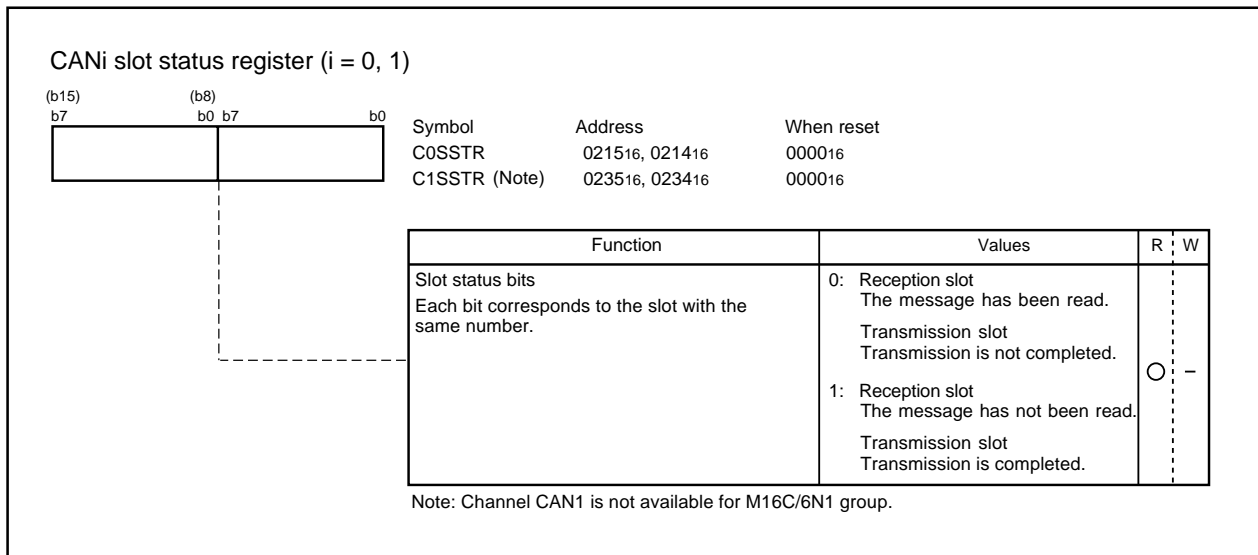 CANi slot status register (i = 0, 1)
(b15) (b8)
b7 b0 b7 b0
Symbol Address When reset
C0SSTR 021516, 021416 000016
C1SSTR (Note) 023516, 023416 000016
Function Values R W
Slot status bits
Each bit corresponds to the slot with the
same number.
0: Reception slot
The message has been read.
Transmission slot
Transmission is not completed.
1: Reception slot
The message has not been read.
Transmission slot
Transmission is completed.
○ –
Note: Channel CAN1 is not available for M16C/6N1 group.